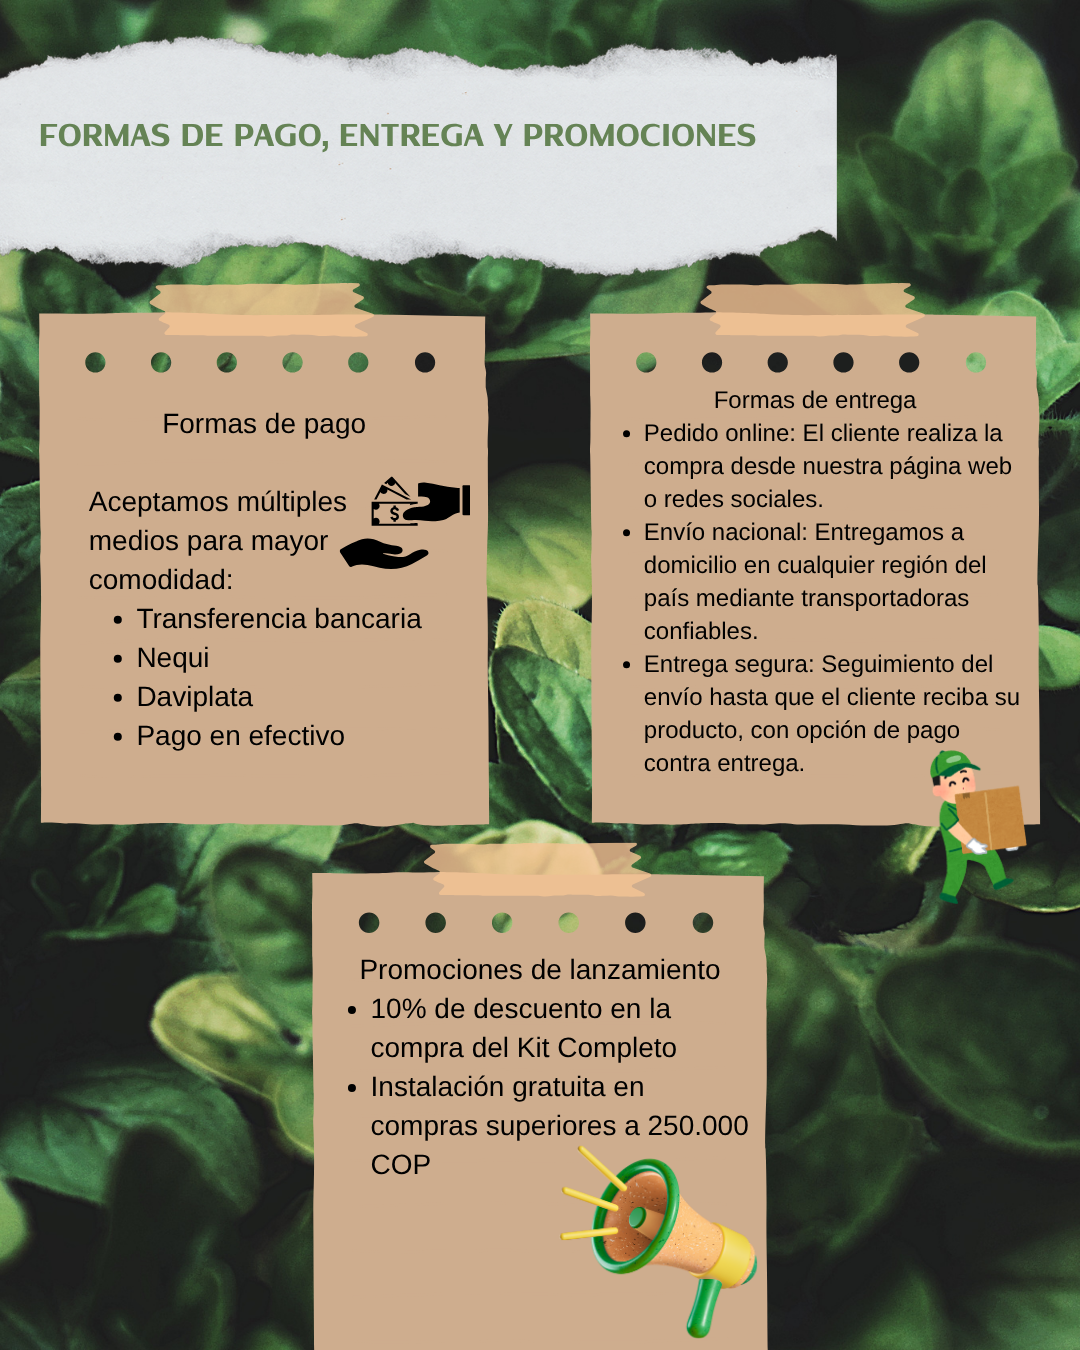 FORMAS DE PAGO, ENTREGA Y PROMOCIONES
Formas de pago
Aceptamos múltiples
medios para mayor
comodidad:
• Transferencia bancaria
• Nequi
• Daviplata
• Pago en efectivo
$
Formas de entrega
• Pedido online: El cliente realiza la
compra desde nuestra página web
o redes sociales.
• Envío nacional: Entregamos a
domicilio en cualquier región del
país mediante transportadoras
confiables.
• Entrega segura: Seguimiento del
envío hasta que el cliente reciba su
producto, con opción de pago
contra entrega.
Promociones de lanzamiento
• 10% de descuento en la
compra del Kit Completo
• Instalación gratuita en
compras superiores a 250.000
COP